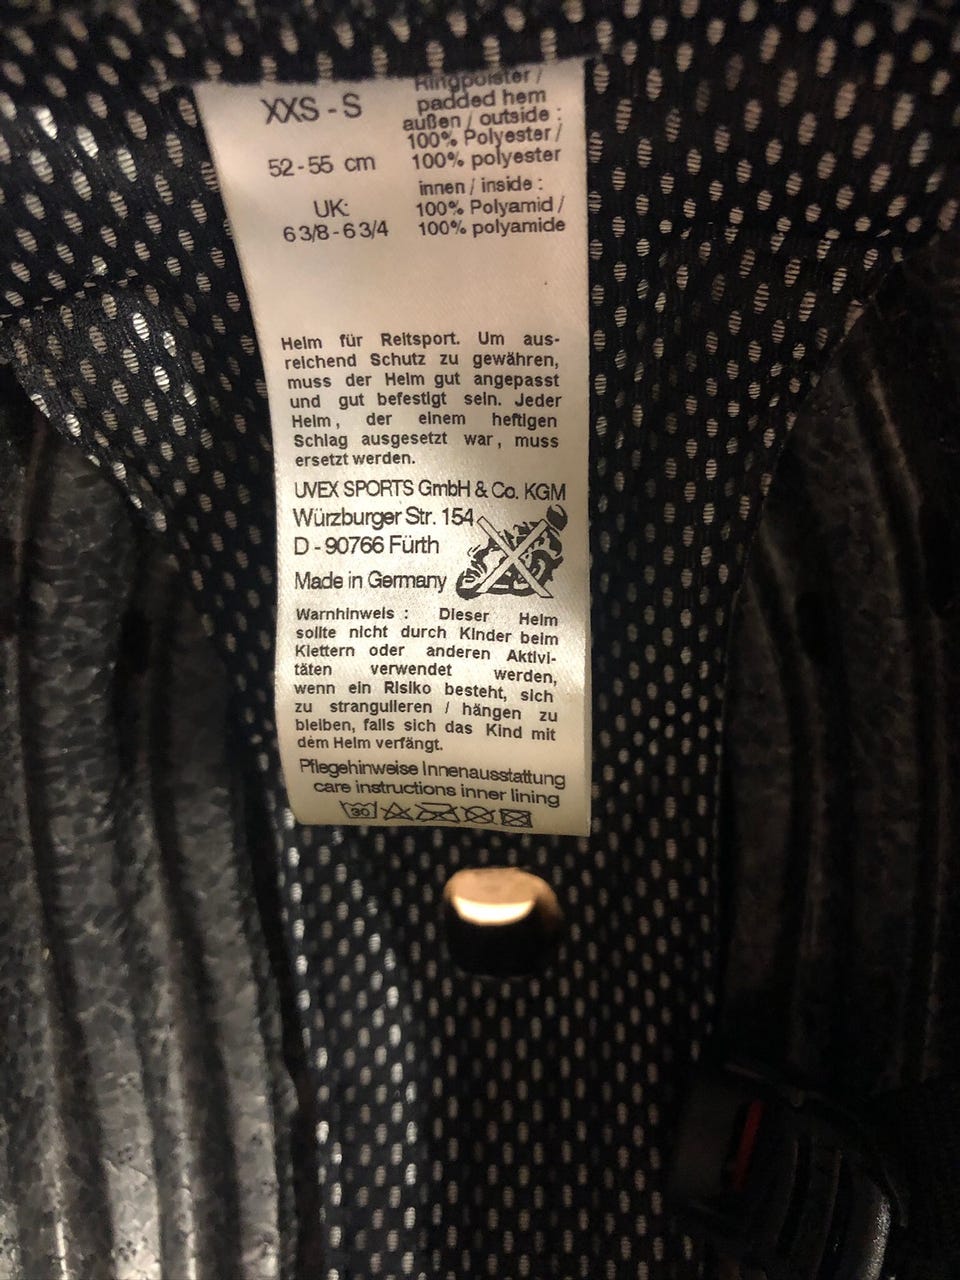 XXS - S
52-55 cm
UK:
6 3/8 - 6 3/4
Ringpolster /
padded hem
außen / outside :
100% Polyester /
100% polyester
innen / inside :
100% Polyamid /
100% polyamide
Helm für Reitsport. Um aus-
reichend Schutz zu gewähren,
muss der Helm gut angepasst
und gut befestigt sein. Jeder
Helm, der einem heftigen
Schlag ausgesetzt war, muss
ersetzt werden.
UVEX SPORTS GmbH & Co. KGM
Würzburger Str. 154
D - 90766 Fürth
Made in Germany
Warnhinweis : Dieser Helm
sollte nicht durch Kinder beim
Klettern oder anderen Aktivi-
täten verwendet werden,
wenn ein Risiko besteht, sich
zu strangulieren / hängen zu
bleiben, falls sich das Kind mit
dem Helm verfängt.
Pflegehinweise Innenausstattung
care instructions inner lining
30